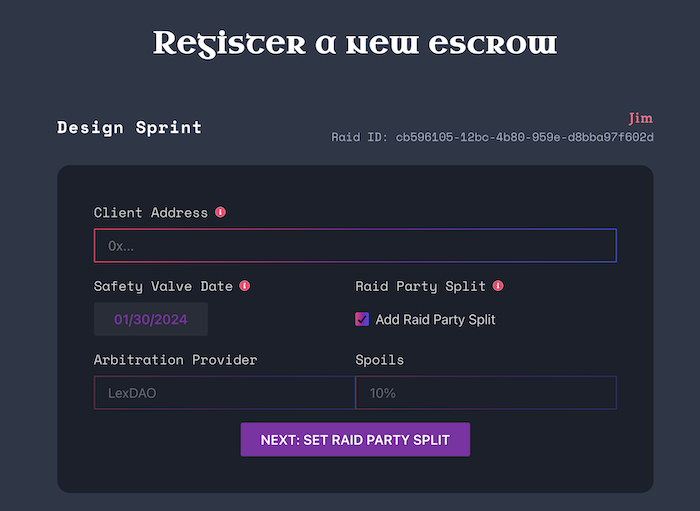 Register a new escrow
Design Sprint
Jim
Raid ID: cb596105-12bc-4b80-959e-d8bba97f602d
Client Address
0x...
Safety Valve Date
Raid Party Split
01/30/2024
Add Raid Party Split
Arbitration Provider
Spoils
LexDAO
10%
NEXT: SET RAID PARTY SPLIT